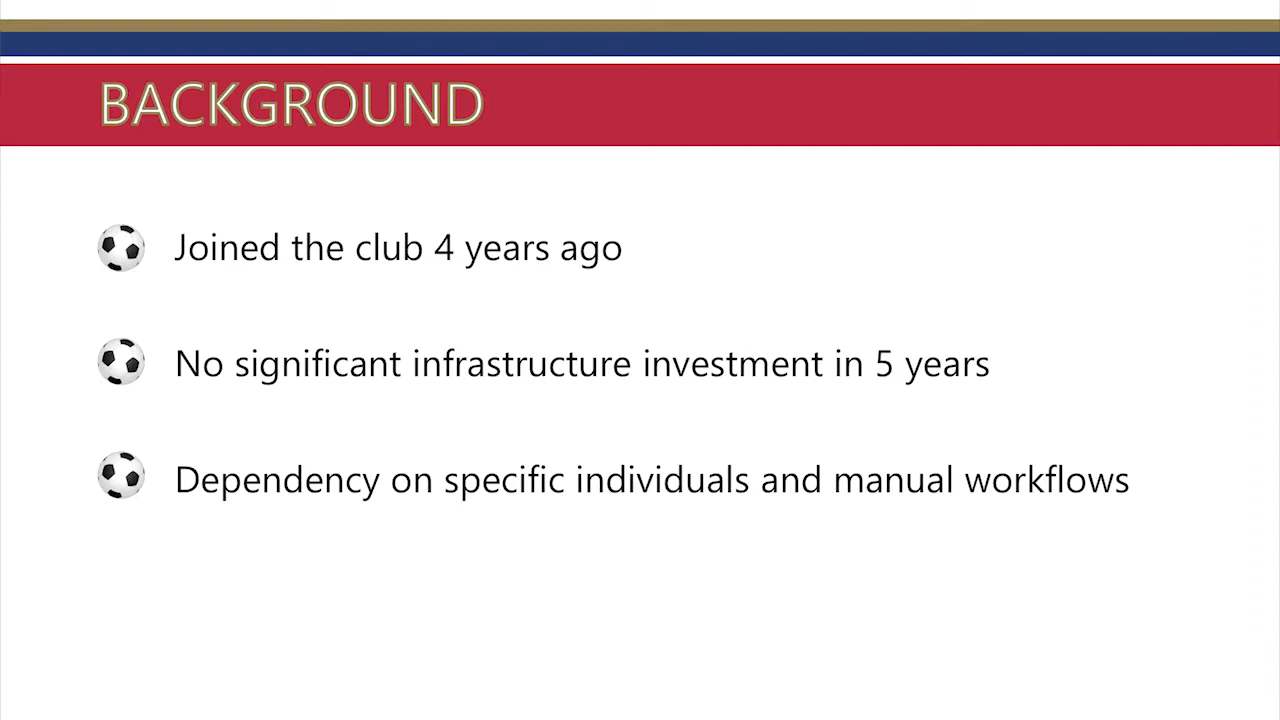 BACKGROUND
Joined the club 4 years ago
No significant infrastructure investment in 5 years
Dependency on specific individuals and manual workflows